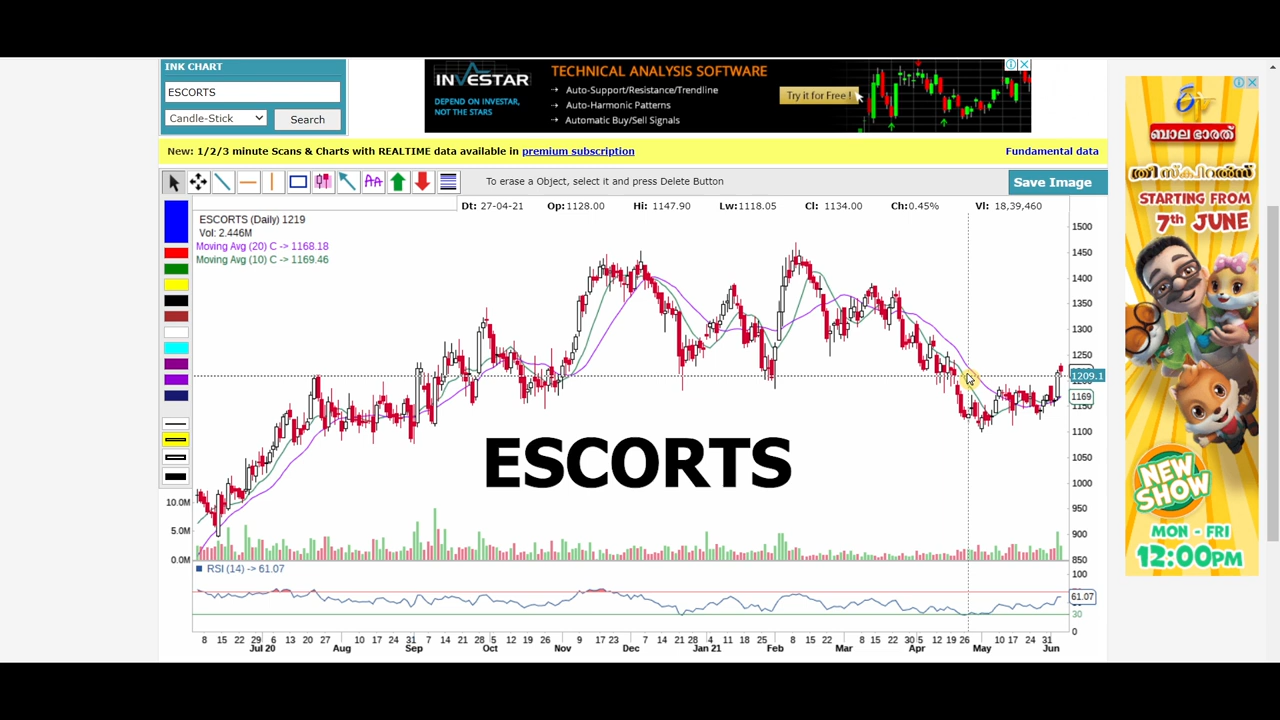 INK CHART
ESCORTS
Candle-Stick
Search
INVESTAR
DEPEND ON INVESTAR,
NOT THE STARS
TECHNICAL ANALYSIS SOFTWARE
Auto-Support/Resistance/Trendline
Auto-Harmonic Patterns
Automatic Buy/Sell Signals
Try it for Free !
New: 1/2/3 minute Scans & Charts with REALTIME data available in premium subscription
Fundamental data
To erase a Object, select it and press Delete Button
Save Image
Dt: 27-04-21 Op:1128.00 Hi: 1147.90 Lw:1118.05 Cl: 1134.00 Ch:0.45% Vl: 18,39,460
ESCORTS (Daily) 1219
Vol: 2.446M
Moving Avg (20) C -> 1168.18
Moving Avg (10) C -> 1169.46
1500
1450
1400
1350
1300
1250
1209.1
1169
1150
1100
1050
1000
950
900
850
ESCORTS
10.0M
5.0M
0.0M
RSI (14) -> 61.07
100
61.07
30
0
8 15 22 29 6 13 20 27 10 17 24 31 7 14 21 28 5 12 19 26 9 17 23 7 14 21 28 4 11 18 25 8 15 22 8 15 22 30 5 12 19 26 10 17 24 31
Jul 20 Aug Sep Oct Nov Dec Jan 21 Feb Mar Apr May Jun
ബാല ഭാരത്
ത്രീ സ്ക്വിറൽസ്
STARTING FROM
7TH JUNE
NEW
SHOW
MON - FRI
12:00PM